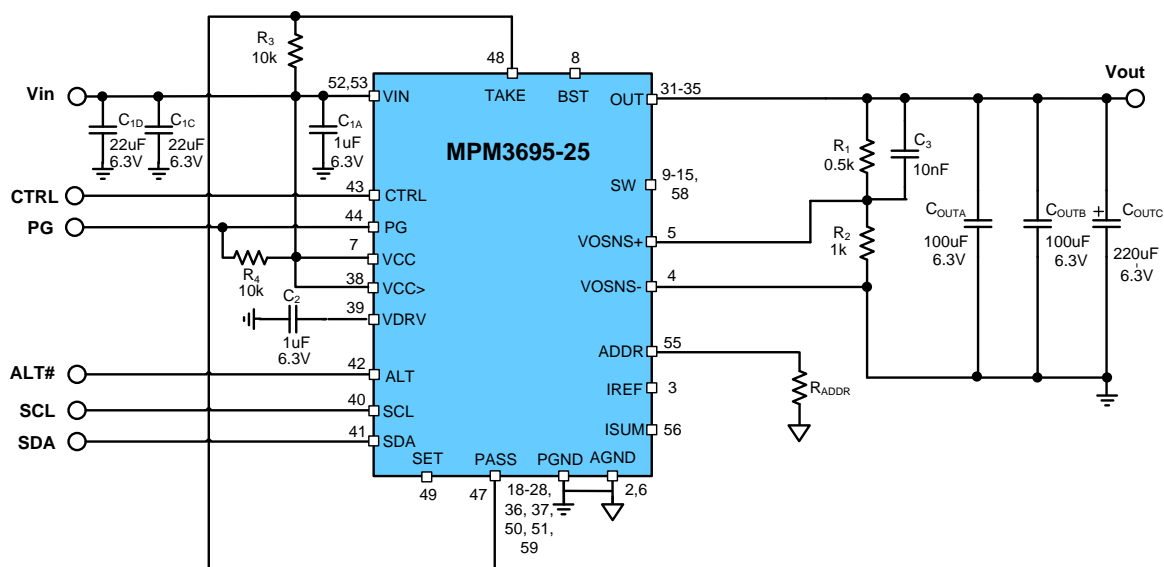 R3
10k
48
8
Vin
52,53
VIN
TAKE
BST
OUT
31-35
Vout
C1D
22uF
6.3V
C1C
22uF
6.3V
C1A
1uF
6.3V
MPM3695-25
R1
0.5k
C3
10nF
SW
9-15,
58
CTRL
43
CTRL
PG
44
PG
VOSNS+
5
R2
1k
COUTA
100uF
6.3V
COUTB
100uF
6.3V
+
COUTC
220uF
6.3V
R4
10k
7
VCC
VOSNS-
4
38
VCC>
C2
1uF
6.3V
39
VDRV
ADDR
55
RADDR
ALT#
42
ALT
IREF
3
SCL
40
SCL
ISUM
56
SDA
41
SDA
SET
PASS
PGND
AGND
49
47
18-28,
36, 37,
50, 51,
59
2,6